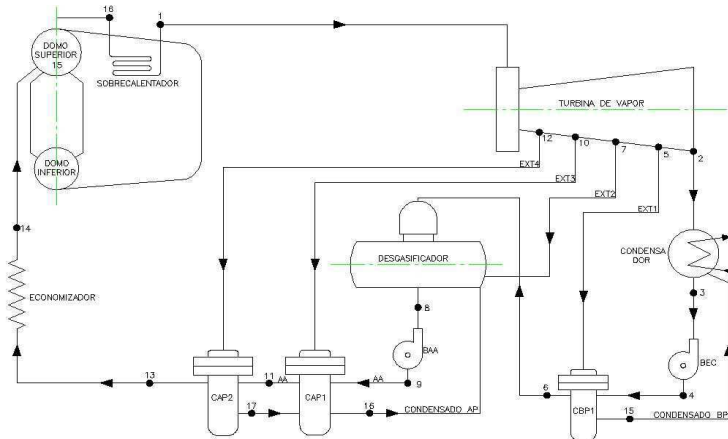 16
1
DOMO
SUPERIOR
15
SOBRECALENTADOR
TURBINA DE VAPOR
12
10
7
5
2
DOMO
INFERIOR
EXT4
EXT3
EXT2
EXT1
14
DESGASIFICADOR
CONDENSA
DOR
ECONOMIZADOR
3
8
BAA
BEC
13
11
AA
AA
9
6
4
CAP2
17
CAP1
16
CONDENSADO AP
CBP1
15
CONDENSADO BP